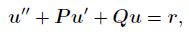 u′′ + Pu′ + Qu = r,